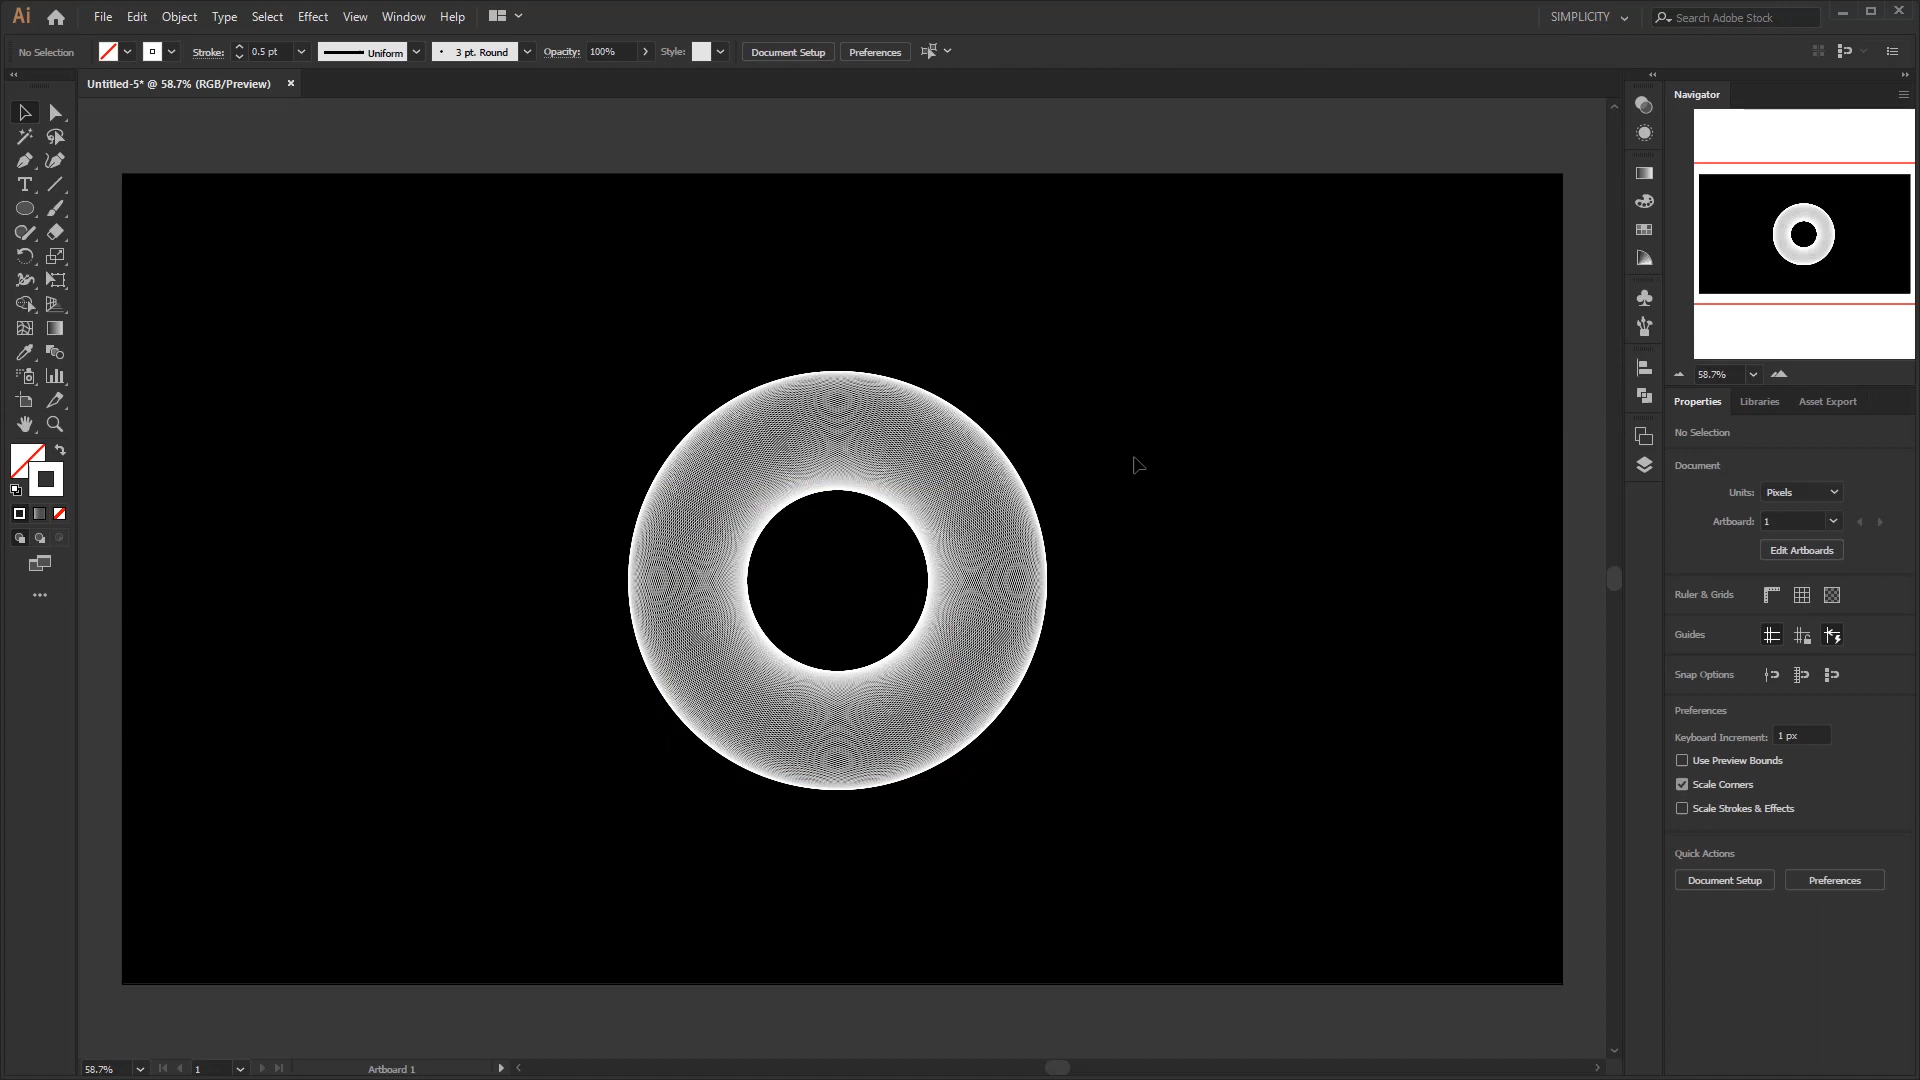 Ai File Edit Object Type Select Effect View Window Help SIMPLICITY Search Adobe Stock
No Selection Stroke: 0.5 pt Uniform 3 pt. Round Opacity: 100% Style: Document Setup Preferences
Untitled-5* @ 58.7% (RGB/Preview)
Navigator
58.7%
Properties Libraries Asset Export
No Selection
Document
Units: Pixels
Artboard: 1
Edit Artboards
Ruler & Grids
Guides
Snap Options
Preferences
Keyboard Increment: 1 px
Use Preview Bounds
Scale Corners
Scale Strokes & Effects
Quick Actions
Document Setup Preferences
58.7% 1 Artboard 1